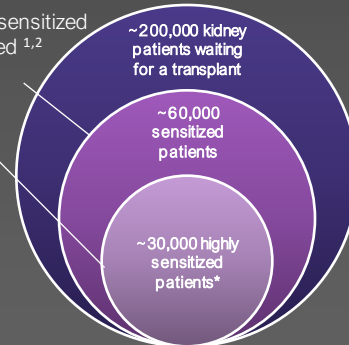 sensitized
ed 1,2
~200,000 kidney
patients waiting
for a transplant
~60,000
sensitized
patients
~30,000 highly
sensitized
patients*